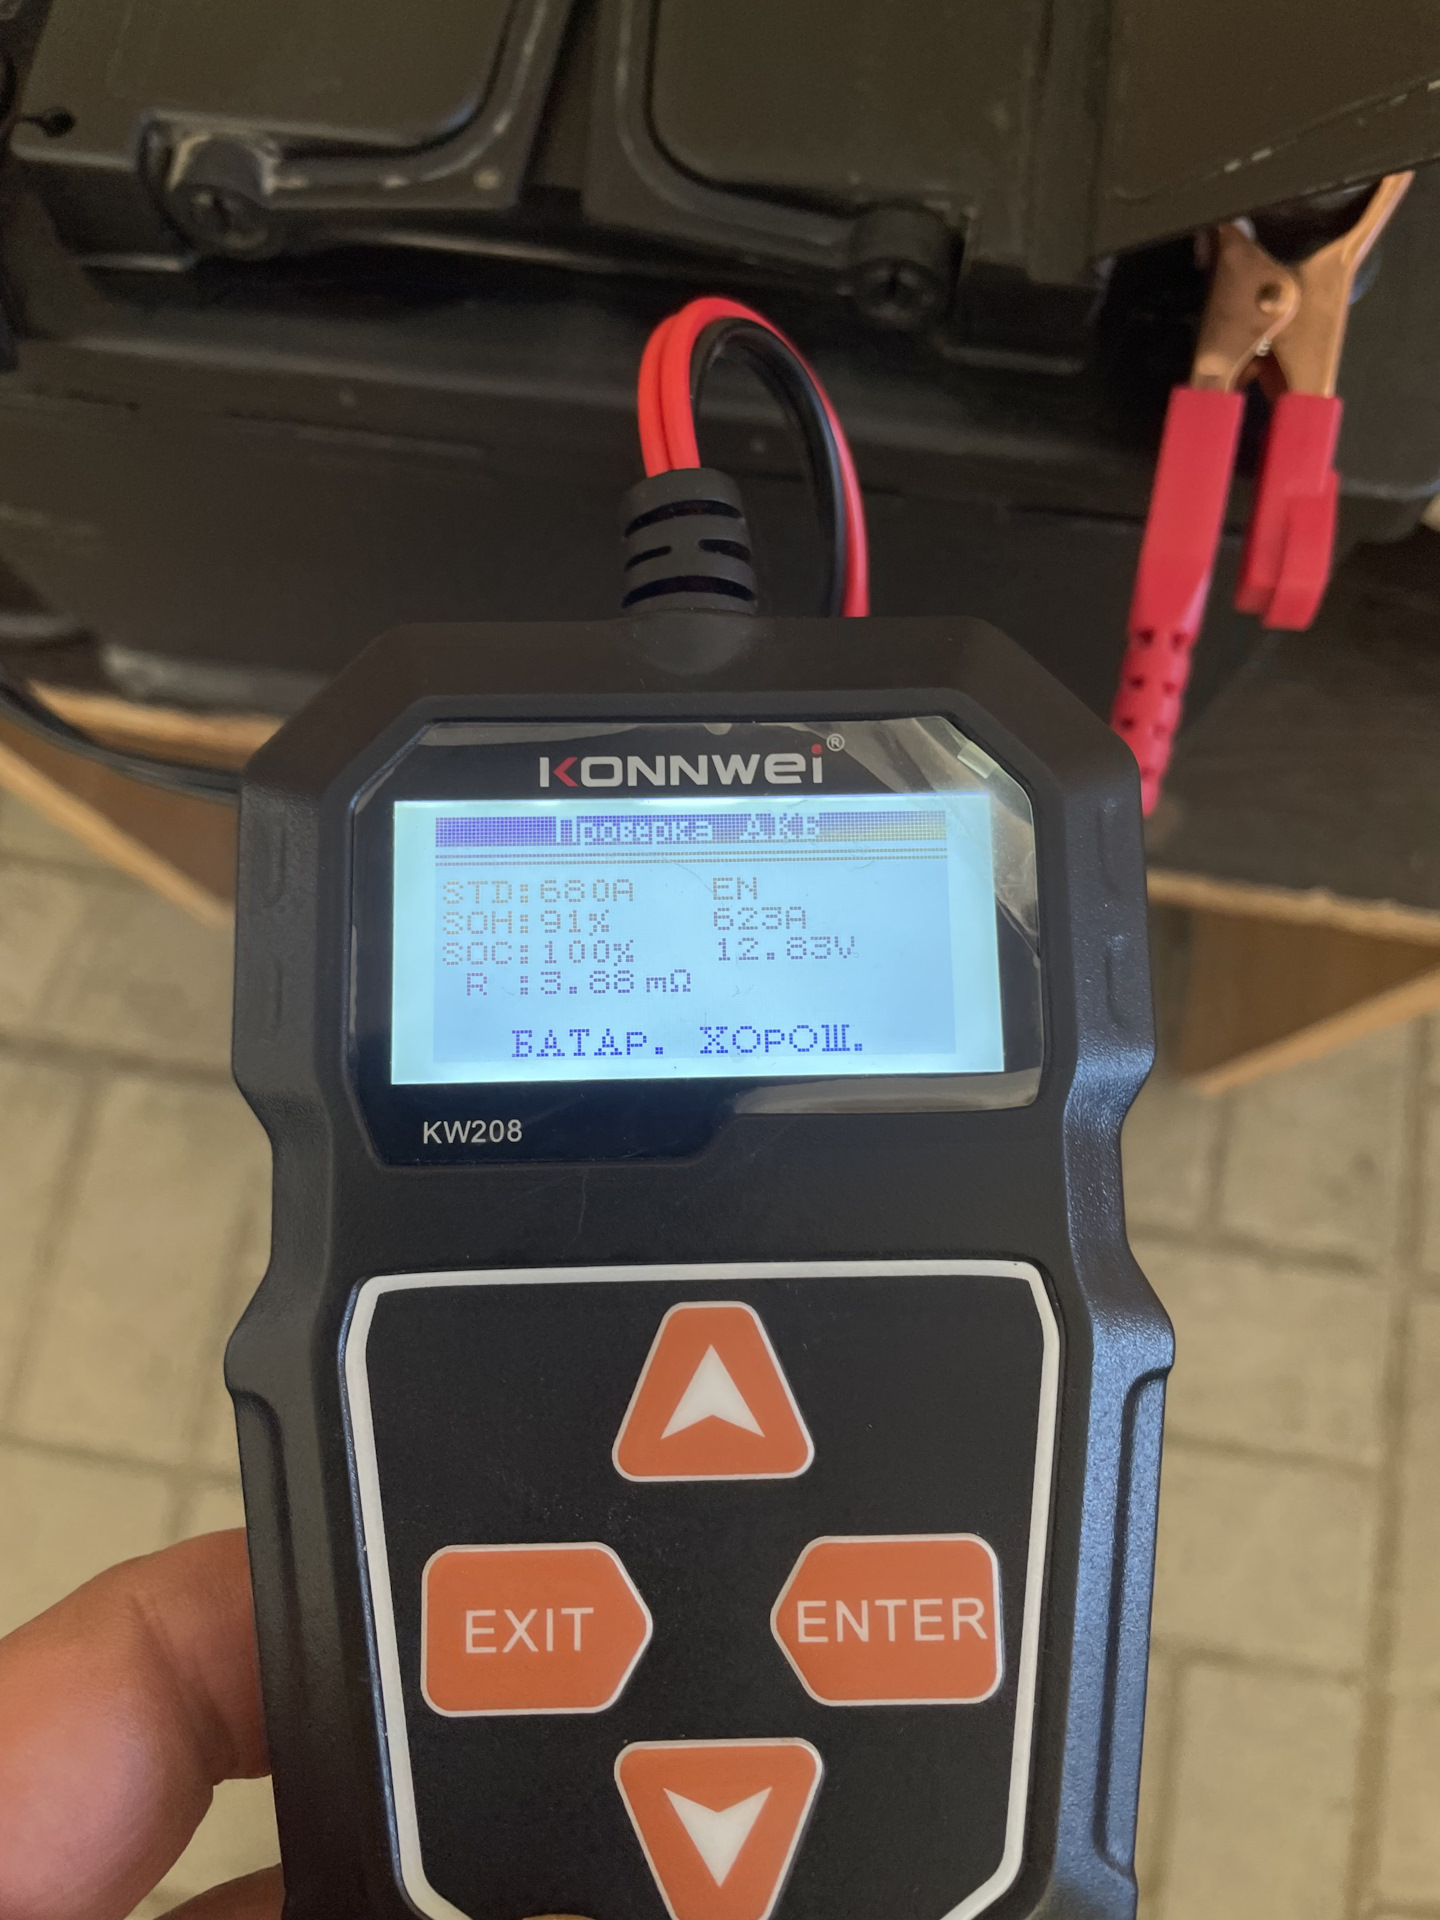 KONNWEI®
Проверка АКБ
STD:680A EN
SOH:91% 623A
SOC:100% 12.83V
R :3.88mΩ
БАТАР. ХОРОШ.
KW208
EXIT
ENTER